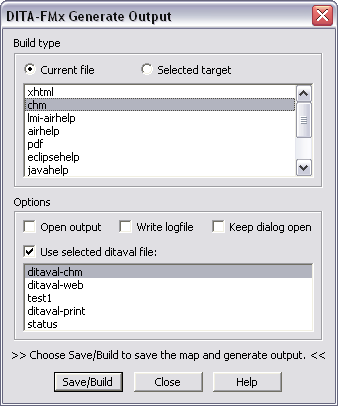 DITA-FMx Generate Output
Build type
Current file
Selected target
xhtml
chm
lmi-airhelp
airhelp
pdf
eclipsehelp
javahelp
Options
Open output
Write logfile
Keep dialog open
Use selected ditaval file:
ditaval-chm
ditaval-web
test1
ditaval-print
status
>> Choose Save/Build to save the map and generate output. <<
Save/Build
Close
Help